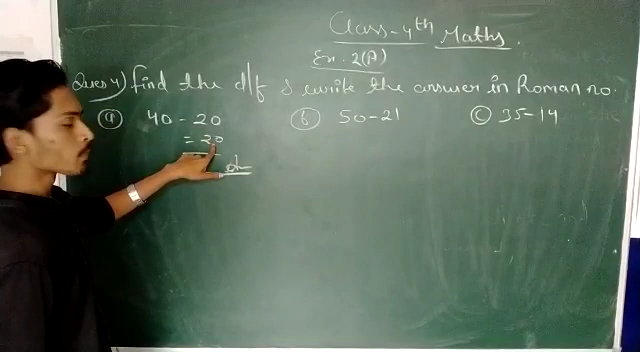 Class-4th Maths.
Ex. 2(A)
Ques 4) find the d/f & write the answer in Roman no.
(a) 40 - 20 (b) 50-21 (c) 35-14
= 20